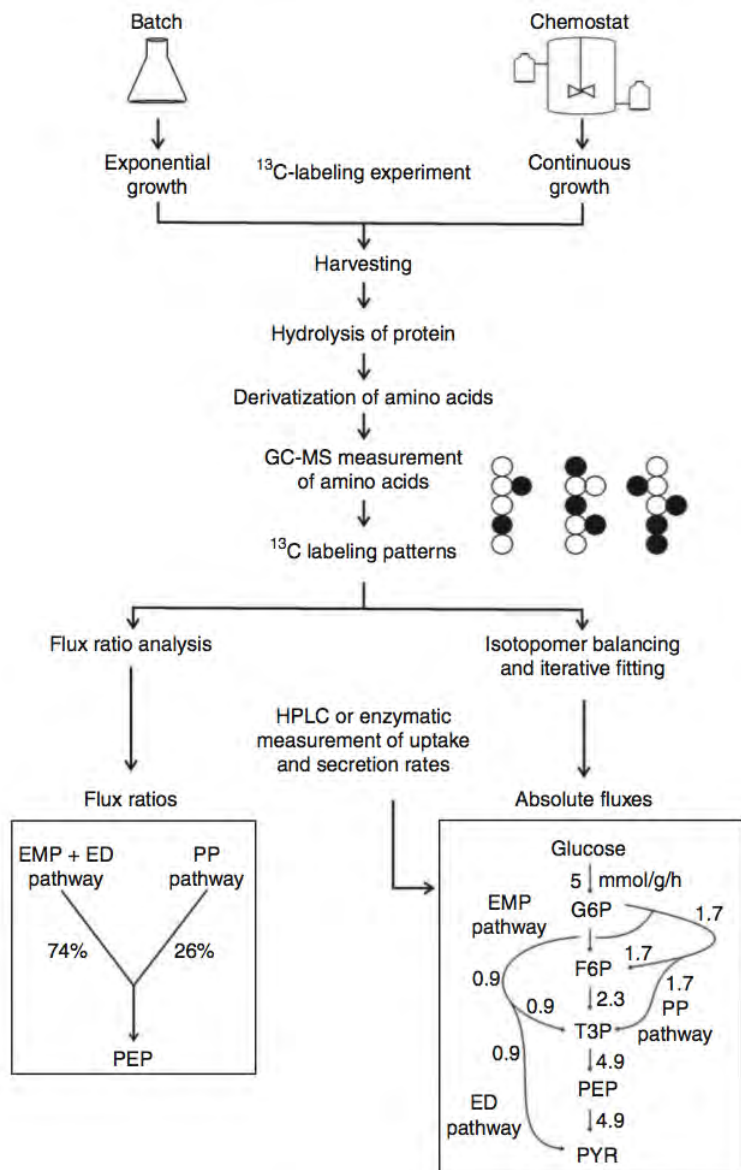 Batch
Chemostat
Exponential
growth
¹³C-labeling experiment
Continuous
growth
Harvesting
Hydrolysis of protein
Derivatization of amino acids
GC-MS measurement
of amino acids
¹³C labeling patterns
Flux ratio analysis
Isotopomer balancing
and iterative fitting
HPLC or enzymatic
measurement of uptake
and secretion rates
Flux ratios
EMP + ED
pathway
PP
pathway
74%
26%
PEP
Absolute fluxes
Glucose
5 mmol/g/h
G6P
EMP
pathway
1.7
F6P
1.7
0.9
2.3
1.7
0.9
T3P
PP
pathway
0.9
4.9
PEP
ED
pathway
4.9
PYR